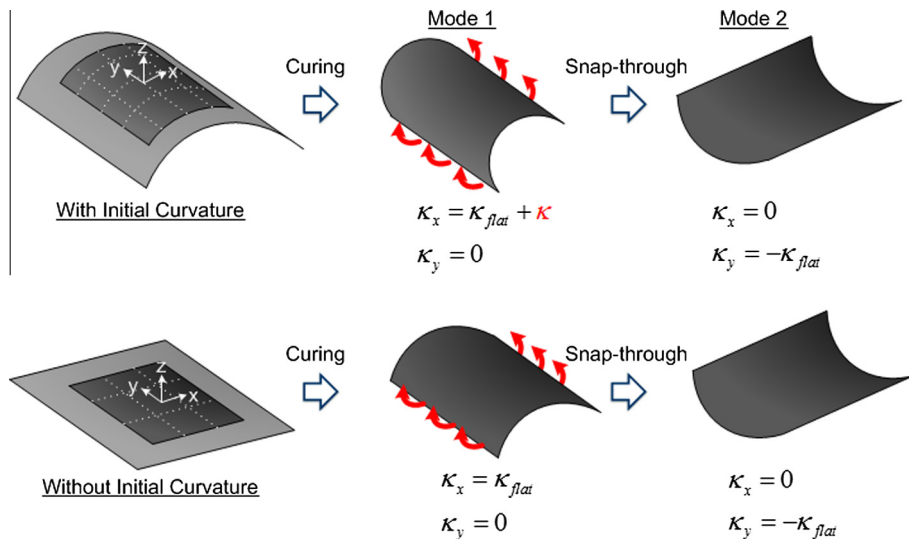 Mode 1
Mode 2
z
y
x
Curing
Snap-through
With Initial Curvature
κx = κflat + κ
κy = 0
κx = 0
κy = −κflat
z
y
x
Curing
Snap-through
Without Initial Curvature
κx = κflat
κy = 0
κx = 0
κy = −κflat